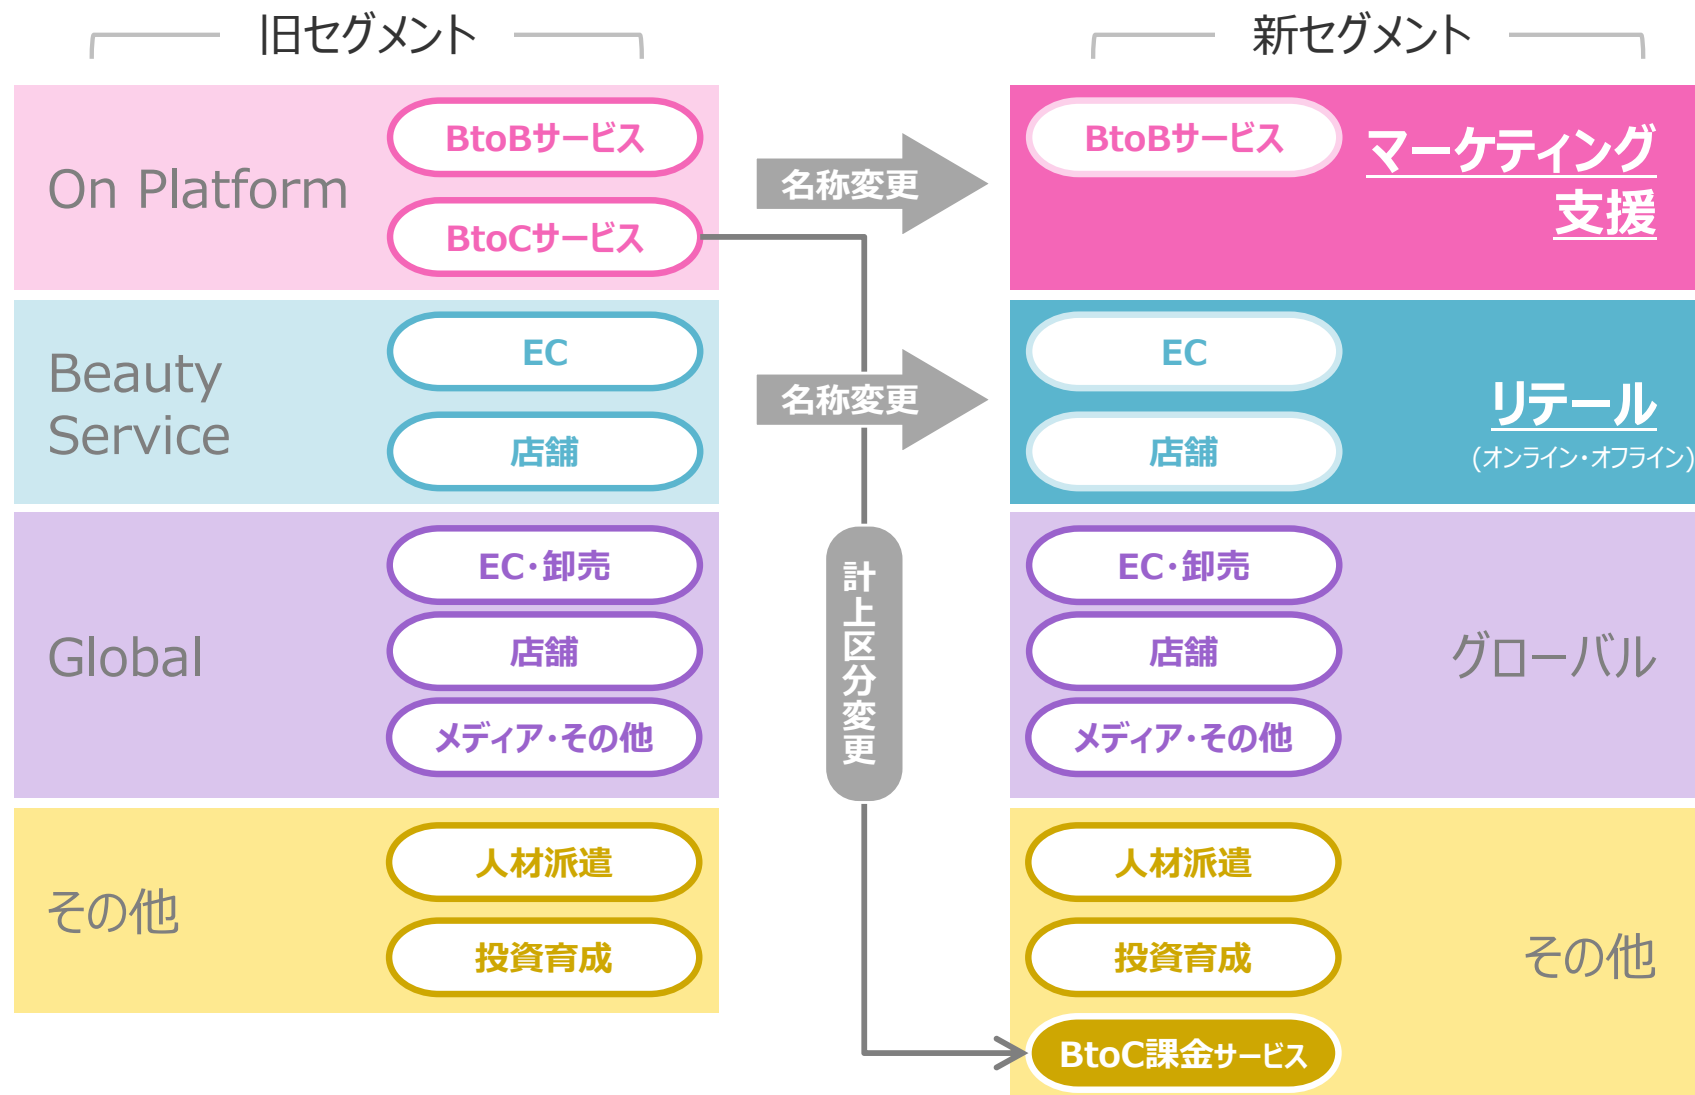 旧セグメント
新セグメント
On Platform
BtoBサービス
BtoCサービス
名称変更
BtoBサービス
マーケティング
支援
Beauty
Service
EC
店舗
名称変更
EC
店舗
リテール
(オンライン・オフライン)
Global
EC・卸売
店舗
メディア・その他
計上区分変更
EC・卸売
店舗
メディア・その他
グローバル
その他
人材派遣
投資育成
人材派遣
投資育成
BtoC課金サービス
その他